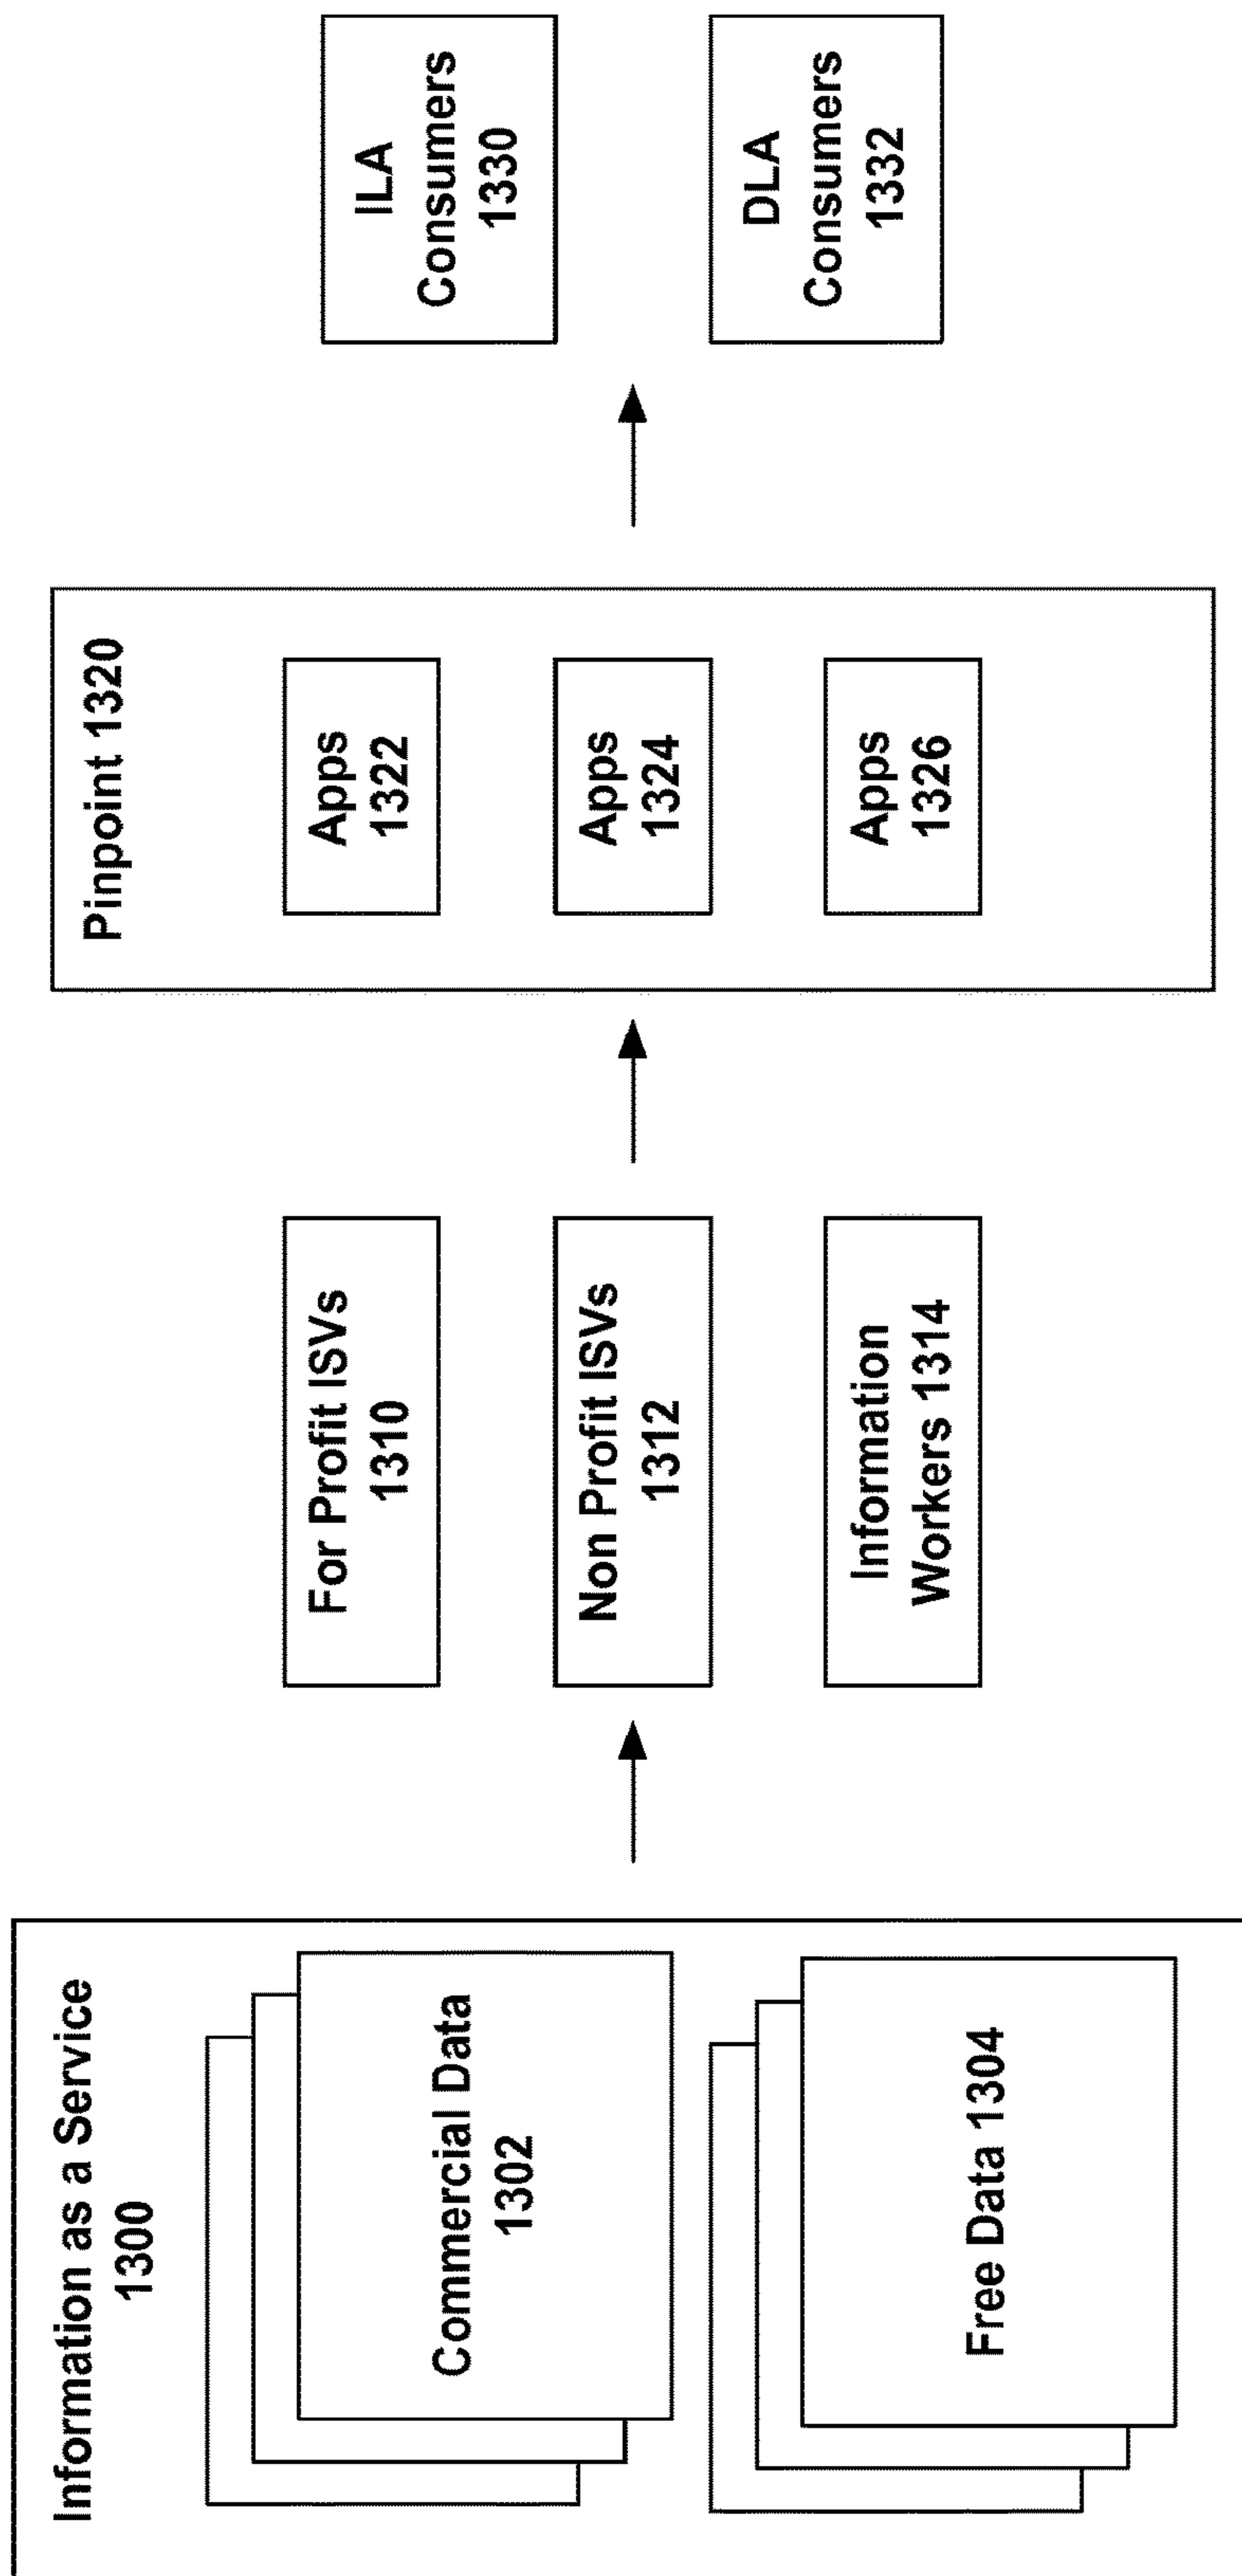 Information as a Service
1300
Commercial Data
1302
Free Data 1304
For Profit ISVs
1310
Non Profit ISVs
1312
Information
Workers 1314
Pinpoint 1320
Apps
1322
Apps
1324
Apps
1326
ILA
Consumers
1330
DLA
Consumers
1332